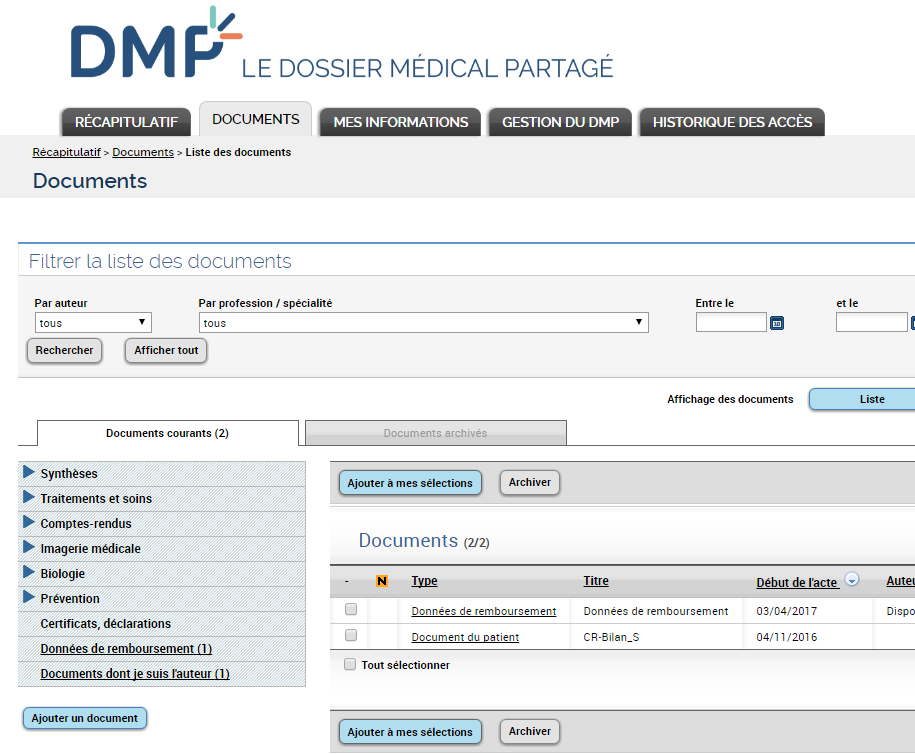 DMP LE DOSSIER MÉDICAL PARTAGÉ
RÉCAPITULATIF DOCUMENTS MES INFORMATIONS GESTION DU DMP HISTORIQUE DES ACCÈS
Récapitulatif > Documents > Liste des documents
Documents
Filtrer la liste des documents
Par auteur Par profession / spécialité Entre le et le
tous tous
Rechercher Afficher tout
Affichage des documents Liste
Documents courants (2) Documents archivés
Synthèses
Traitements et soins
Comptes-rendus
Imagerie médicale
Biologie
Prévention
Certificats, déclarations
Données de remboursement (1)
Documents dont je suis l'auteur (1)
Ajouter un document
Ajouter à mes sélections Archiver
Documents (2/2)
- N Type Titre Début de l'acte Auteu
Données de remboursement Données de remboursement 03/04/2017 Dispo
Document du patient CR-Bilan_S 04/11/2016
Tout sélectionner
Ajouter à mes sélections Archiver